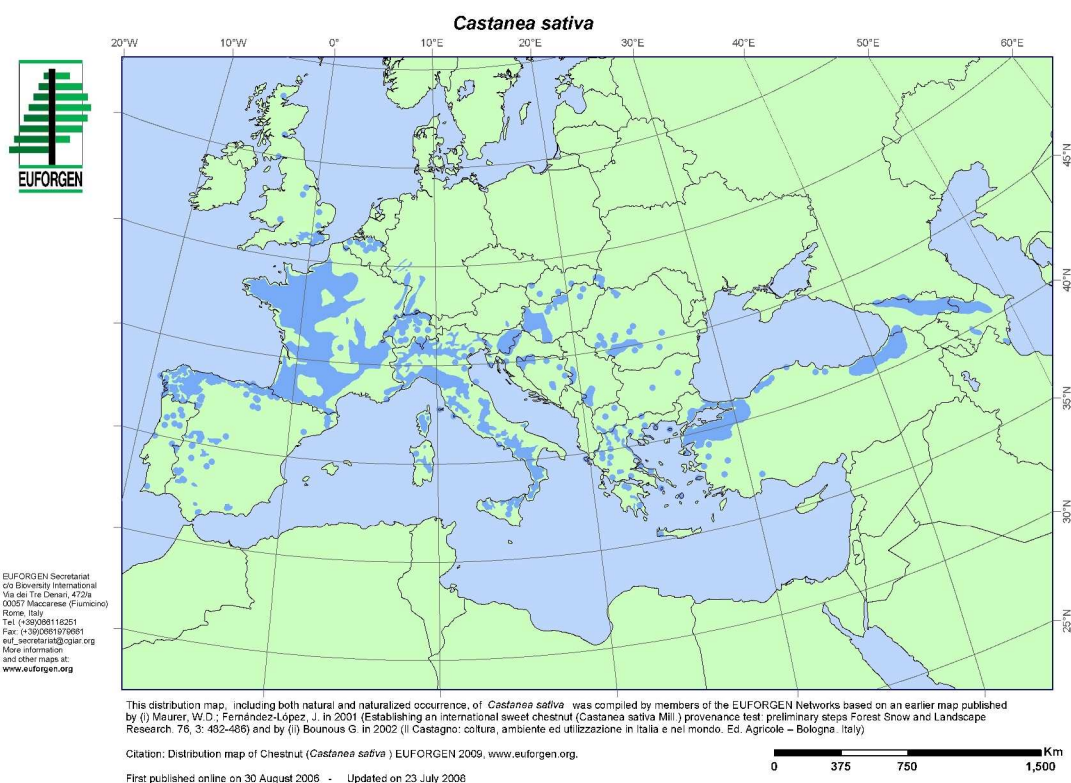 Castanea sativa
20°W 10°W 0° 10°E 20°E 30°E 40°E 50°E 60°E
EUFORGEN
45°N
40°N
35°N
30°N
25°N
EUFORGEN Secretariat
c/o Bioversity International
Via dei Tre Denari, 472/a
00057 Maccarese (Fiumicino)
Rome, Italy
Tel. (+39)066118251
Fax: (+39)0661979661
euf_secretariat@cgiar.org
More information
and other maps at:
www.euforgen.org
This distribution map, including both natural and naturalized occurrence, of Castanea sativa was compiled by members of the EUFORGEN Networks based on an earlier map published
by (i) Maurer, W.D.; Fernández-López, J. in 2001 (Establishing an international sweet chestnut (Castanea sativa Mill.) provenance test: preliminary steps Forest Snow and Landscape
Research. 76, 3: 482-486) and by (ii) Bounous G. in 2002 (Il Castagno: coltura, ambiente ed utilizzazione in Italia e nel mondo. Ed. Agricole – Bologna. Italy)
Citation: Distribution map of Chestnut (Castanea sativa ) EUFORGEN 2009, www.euforgen.org.
First published online on 30 August 2006 - Updated on 23 July 2008
Km
0 375 750 1,500